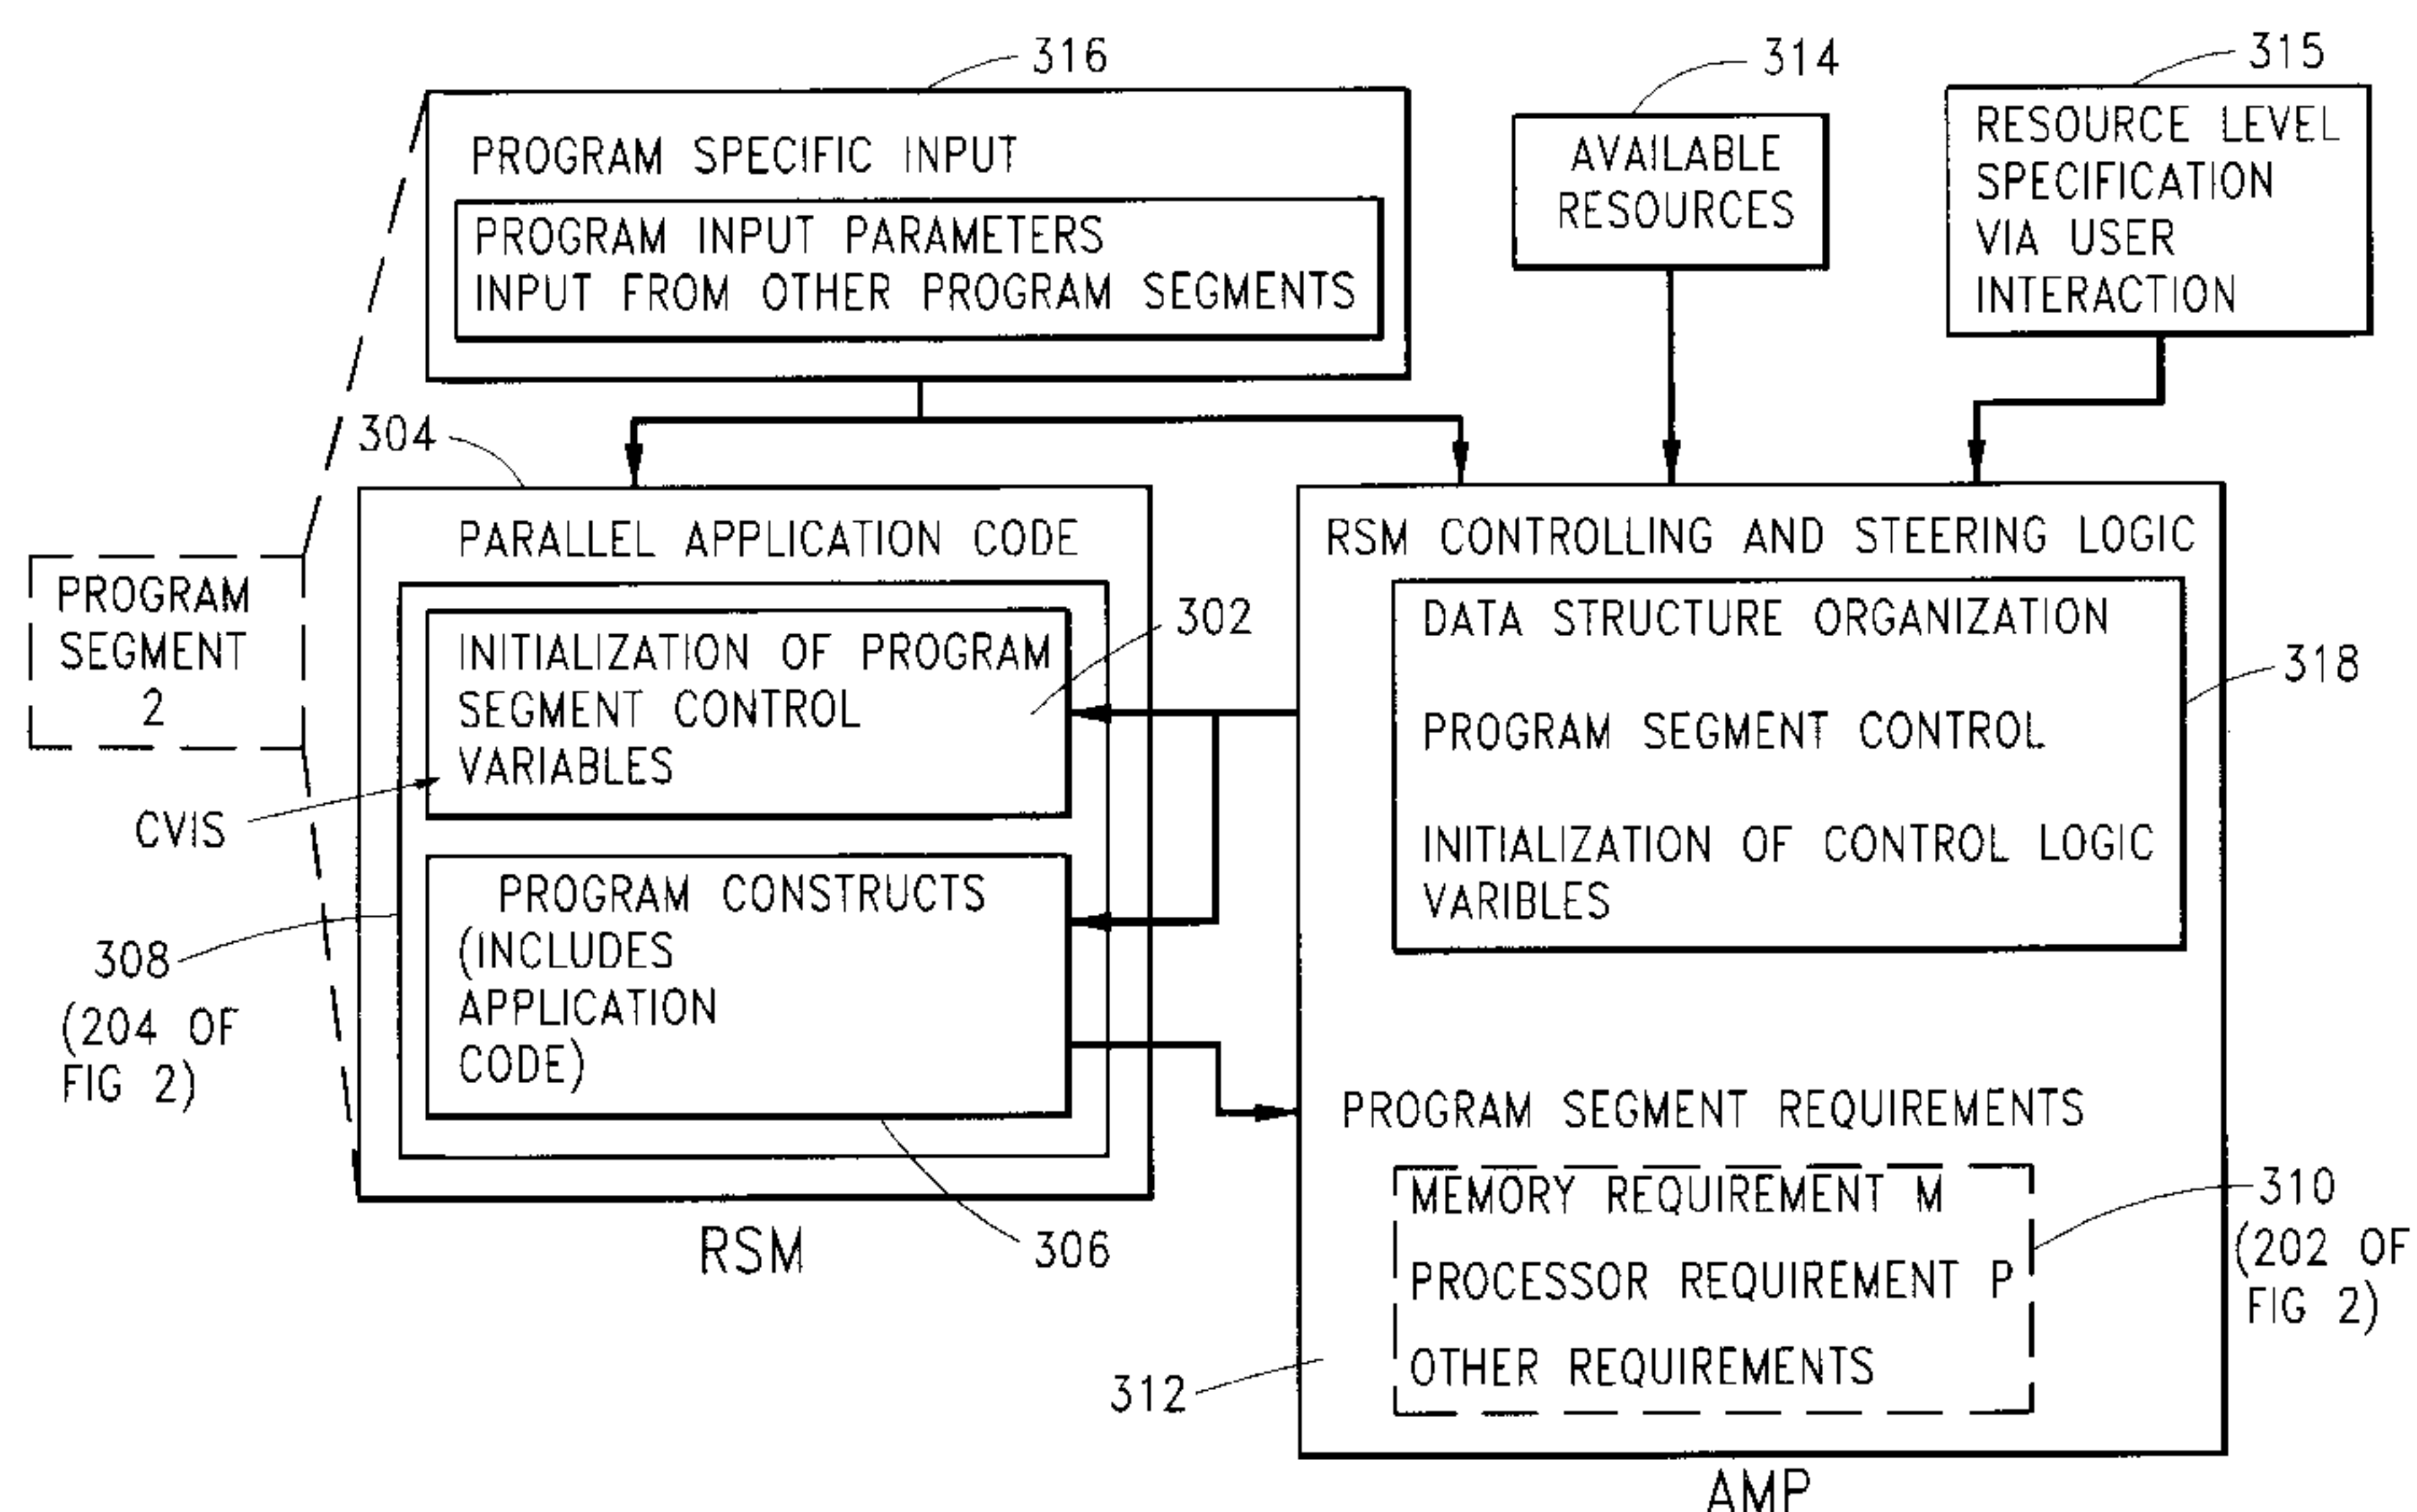 316
314
315
PROGRAM SPECIFIC INPUT
PROGRAM INPUT PARAMETERS
INPUT FROM OTHER PROGRAM SEGMENTS
AVAILABLE
RESOURCES
RESOURCE LEVEL
SPECIFICATION
VIA USER
INTERACTION
304
PROGRAM
SEGMENT
2
PARALLEL APPLICATION CODE
INITIALIZATION OF PROGRAM
SEGMENT CONTROL
VARIABLES
302
CVIS
PROGRAM CONSTRUCTS
(INCLUDES
APPLICATION
CODE)
308
(204 OF
FIG 2)
306
RSM
RSM CONTROLLING AND STEERING LOGIC
DATA STRUCTURE ORGANIZATION
PROGRAM SEGMENT CONTROL
INITIALIZATION OF CONTROL LOGIC
VARIBLES
318
PROGRAM SEGMENT REQUIREMENTS
MEMORY REQUIREMENT M
PROCESSOR REQUIREMENT P
OTHER REQUIREMENTS
310
(202 OF
FIG 2)
312
AMP